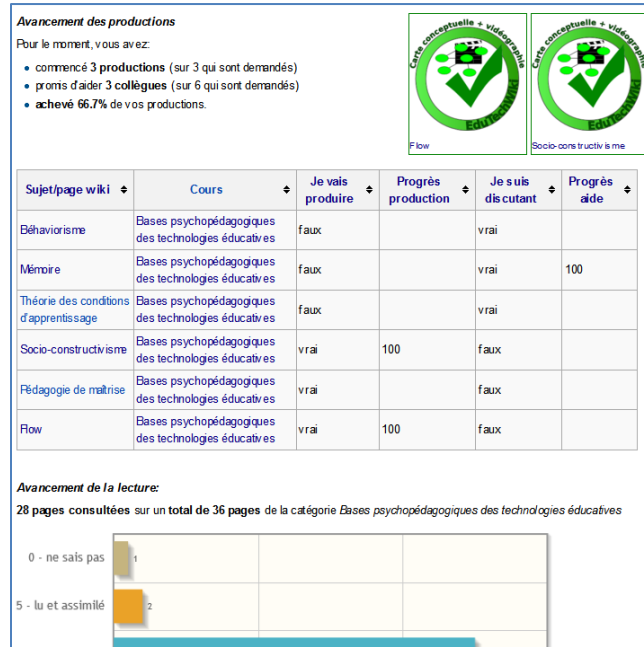 Avancement des productions
Pour le moment, vous avez:
commencé 3 productions (sur 3 qui sont demandés)
promis d'aider 3 collègues (sur 6 qui sont demandés)
achevé 66.7% de vos productions.
Carte conceptuelle + vidéographie
EduTechWiki
Flow
Carte conceptuelle + vidéographie
EduTechWiki
Socio-constructivisme
Sujet/page wiki Cours Je vais produire Progrès production Je suis discutant Progrès aide
Béhaviorisme Bases psychopédagogiques des technologies éducatives faux vrai
Mémoire Bases psychopédagogiques des technologies éducatives faux vrai 100
Théorie des conditions d'apprentissage Bases psychopédagogiques des technologies éducatives faux vrai
Socio-constructivisme Bases psychopédagogiques des technologies éducatives vrai 100 faux
Pédagogie de maîtrise Bases psychopédagogiques des technologies éducatives vrai faux
Flow Bases psychopédagogiques des technologies éducatives vrai 100 faux
Avancement de la lecture:
28 pages consultées sur un total de 36 pages de la catégorie Bases psychopédagogiques des technologies éducatives
0 - ne sais pas 1
5 - lu et assimilé 2